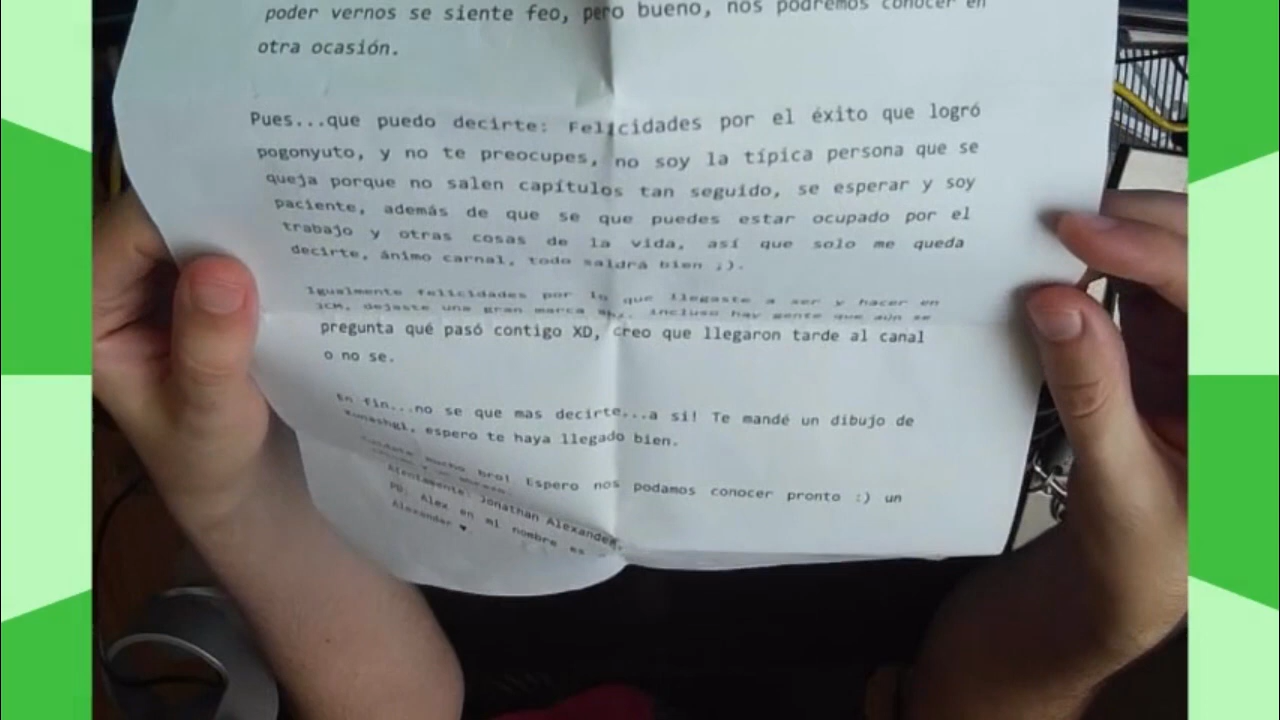 poder vernos se siente feo, pero bueno, nos podremos conocer en
otra ocasión.
Pues...que puedo decirte: Felicidades por el éxito que logró
pogonyuto, y no te preocupes, no soy la típica persona que se
queja porque no salen capítulos tan seguido, se esperar y soy
paciente, además de que se que puedes estar ocupado por el
trabajo y otras cosas de la vida, así que solo me queda
decirte, ánimo carnal, todo saldrá bien ;).
Igualmente felicidades por lo que llegaste a ser y hacer en
dejaste una gran marca incluso hay gente que aún se
pregunta qué pasó contigo XD, creo que llegaron tarde al canal
o no se.
En fin...no se que mas decirte...a si! Te mandé un dibujo de
espero te haya llegado bien.
mucho bro! Espero nos podamos conocer pronto :) un
Atentamente: Jonathan Alexander.
PD: Alex en mi nombre es
Alexander ♥